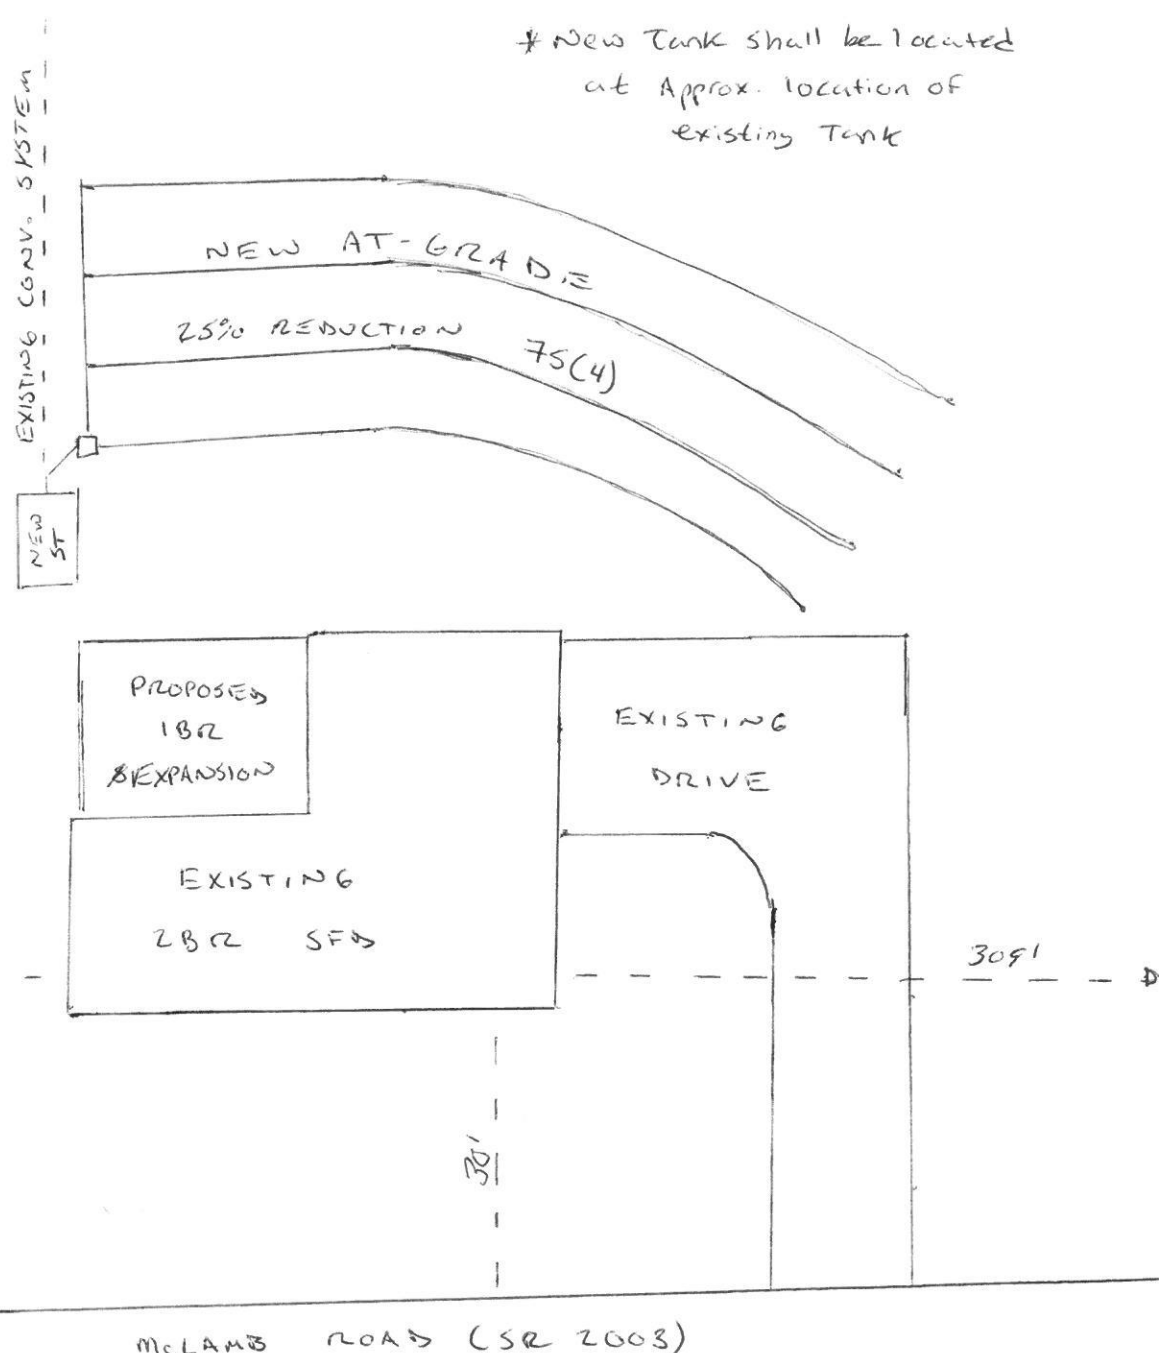 * New Tank shall be located
at Approx. location of
existing Tank
EXISTING CONV. SYSTEM
NEW AT-GRADE
25% REDUCTION 75(4)
NEW
ST
PROPOSED
1BR
EXPANSION
EXISTING
DRIVE
EXISTING
2BR SFD
309'
30'
McLAMB ROAD (SR 2003)